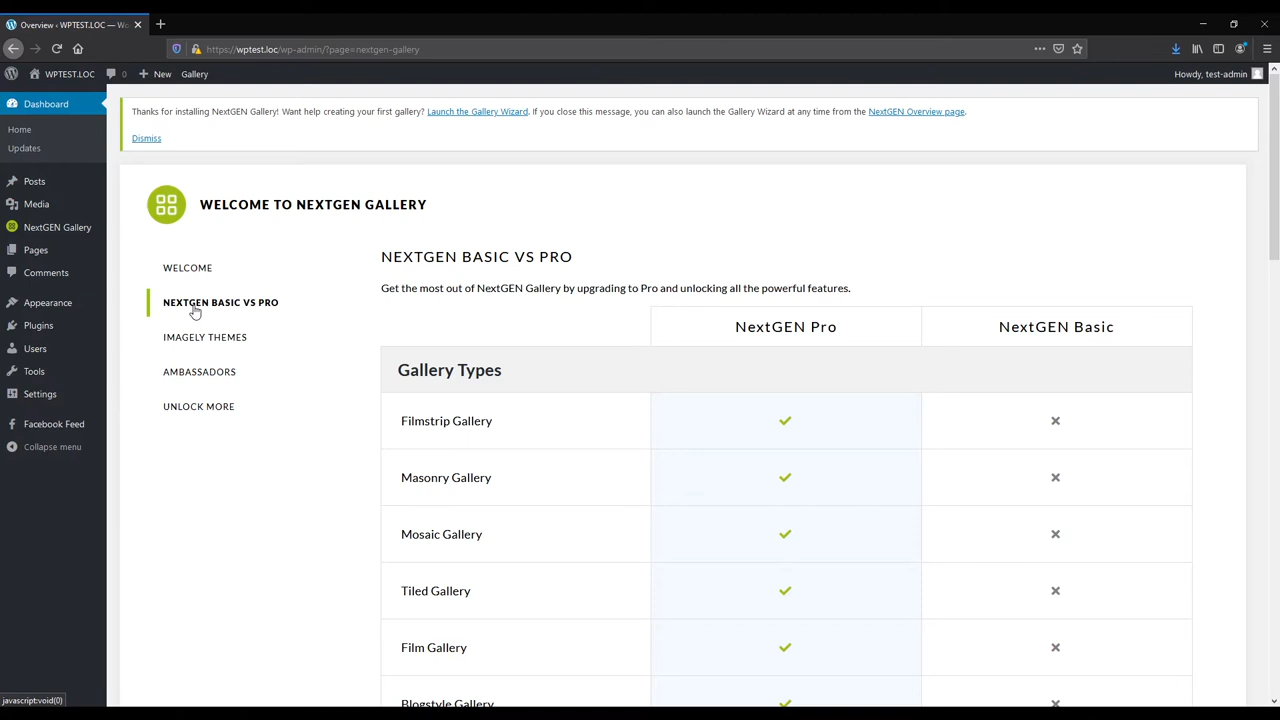 Overview ‹ WPTEST.LOC — Wo
https://wptest.loc/wp-admin/?page=nextgen-gallery
WPTEST.LOC 0 New Gallery Howdy, test-admin
Dashboard
Home
Updates
Posts
Media
NextGEN Gallery
Pages
Comments
Appearance
Plugins
Users
Tools
Settings
Facebook Feed
Collapse menu
Thanks for installing NextGEN Gallery! Want help creating your first gallery? Launch the Gallery Wizard. If you close this message, you can also launch the Gallery Wizard at any time from the NextGEN Overview page.
Dismiss
WELCOME TO NEXTGEN GALLERY
WELCOME
NEXTGEN BASIC VS PRO
IMAGELY THEMES
AMBASSADORS
UNLOCK MORE
NEXTGEN BASIC VS PRO
Get the most out of NextGEN Gallery by upgrading to Pro and unlocking all the powerful features.
NextGEN Pro NextGEN Basic
Gallery Types
Filmstrip Gallery
Masonry Gallery
Mosaic Gallery
Tiled Gallery
Film Gallery
Blogstyle Gallery
javascript:void(0)